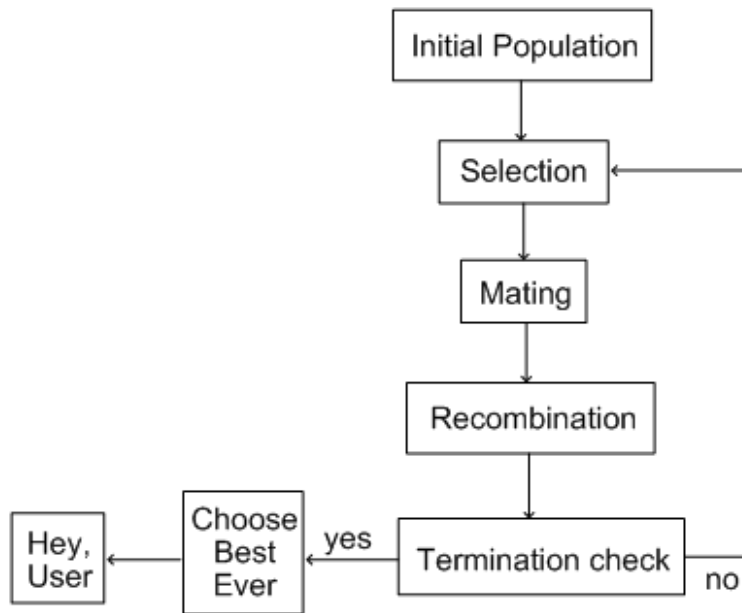 Initial Population
Selection
Mating
Recombination
Termination check
no
yes
Choose
Best
Ever
Hey,
User